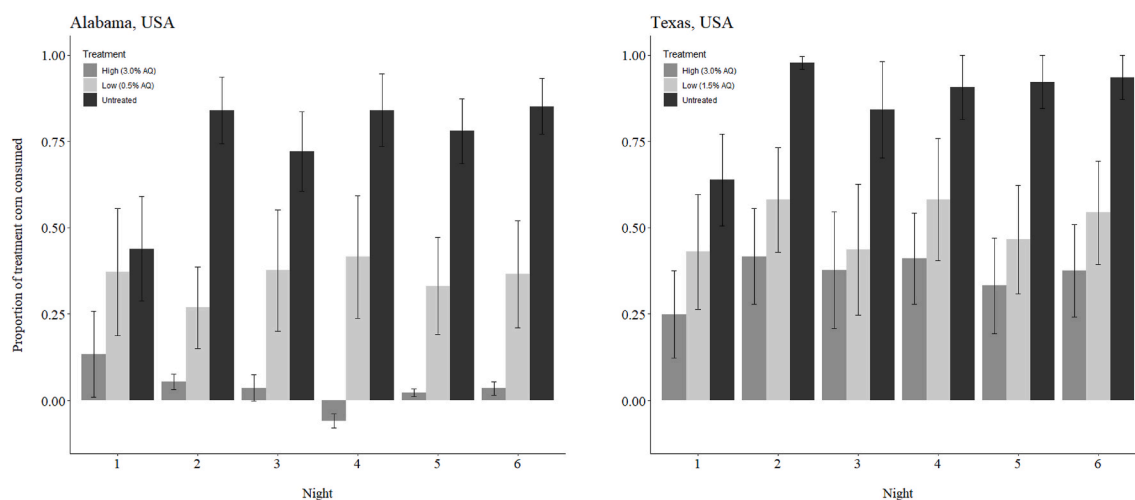 Alabama, USA
Proportion of treatment corn consumed
1.00
0.75
0.50
0.25
0.00
Treatment
High (3.0% AQ)
Low (0.5% AQ)
Untreated
1 2 3 4 5 6
Night
Texas, USA
1.00
0.75
0.50
0.25
0.00
Treatment
High (3.0% AQ)
Low (1.5% AQ)
Untreated
1 2 3 4 5 6
Night